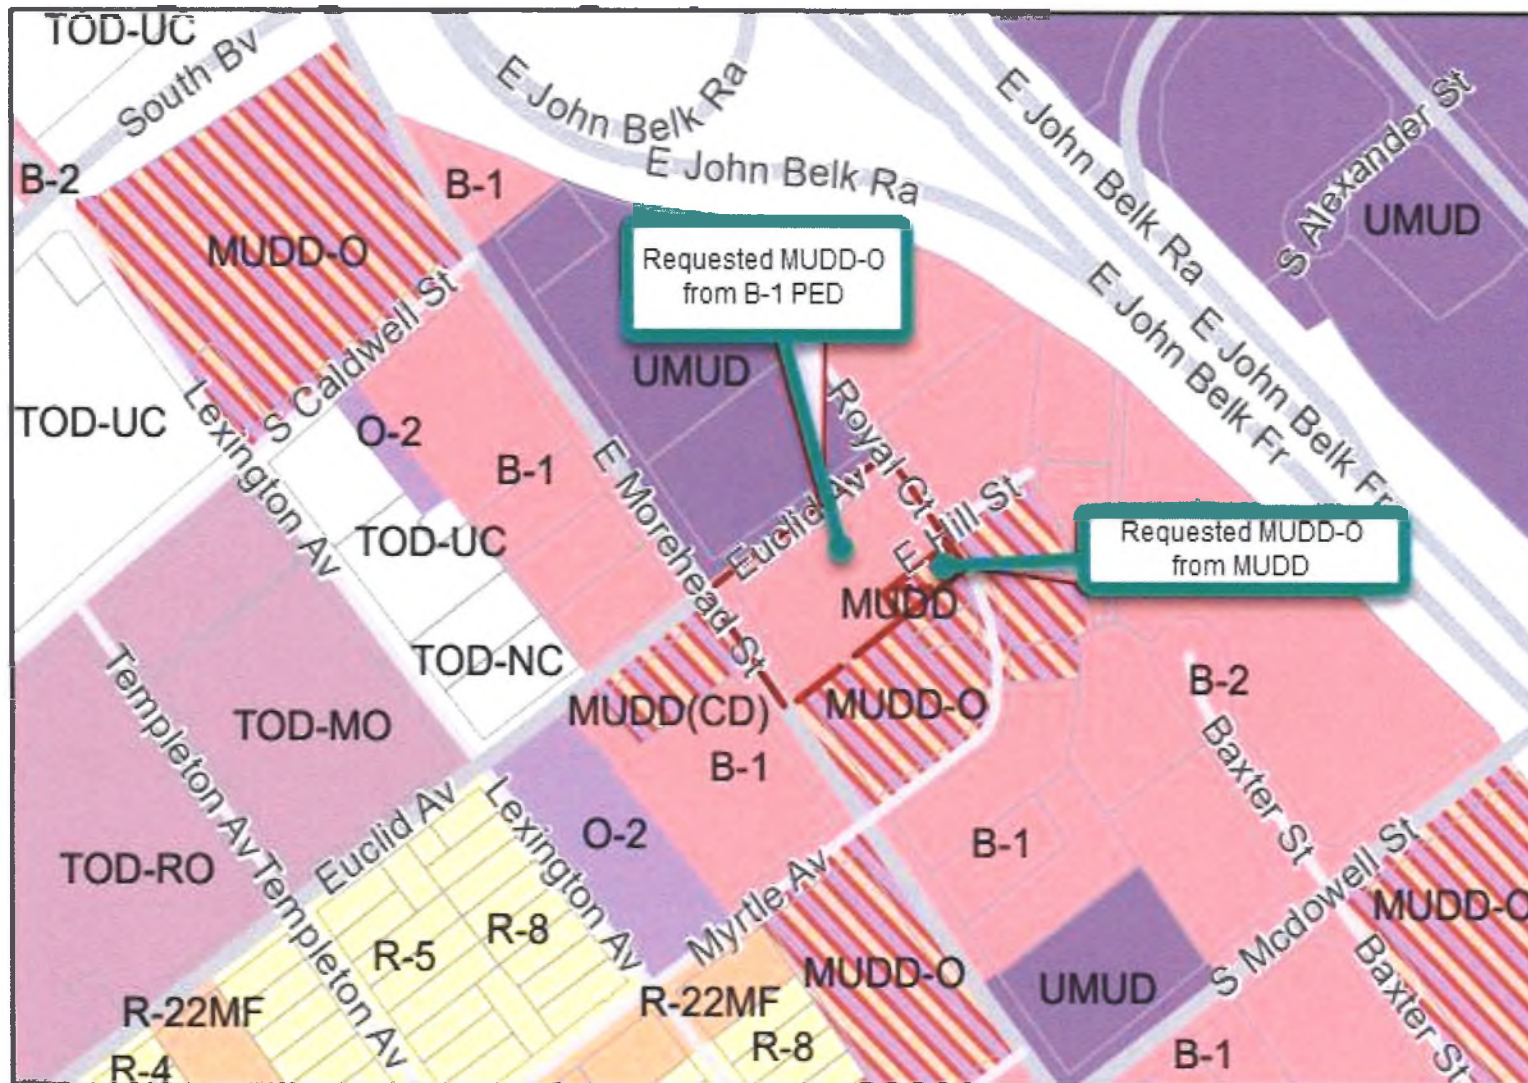 TOD-UC
South Bv
E John Belk Ra
E John Belk Ra
E John Belk Ra
S Alexander St
B-2
B-1
UMUD
MUDD-O
Requested MUDD-O
from B-1 PED
E John Belk Fr
E John Belk Fr
S Caldwell St
UMUD
Lexington Av
TOD-UC
O-2
B-1
E Morehead St
Royal Ct
Euclid Av
E Hill St
TOD-UC
Requested MUDD-O
from MUDD
MUDD
TOD-NC
MUDD(CD)
MUDD-O
B-2
Templeton Av
TOD-MO
B-1
Baxter St
Euclid Av
Lexington Av
O-2
B-1
TOD-RO
Templeton Av
Myrtle Av
S Mcdowell St
MUDD-O
R-8
R-5
MUDD-O
UMUD
Baxter St
R-22MF
R-22MF
R-8
B-1
R-4